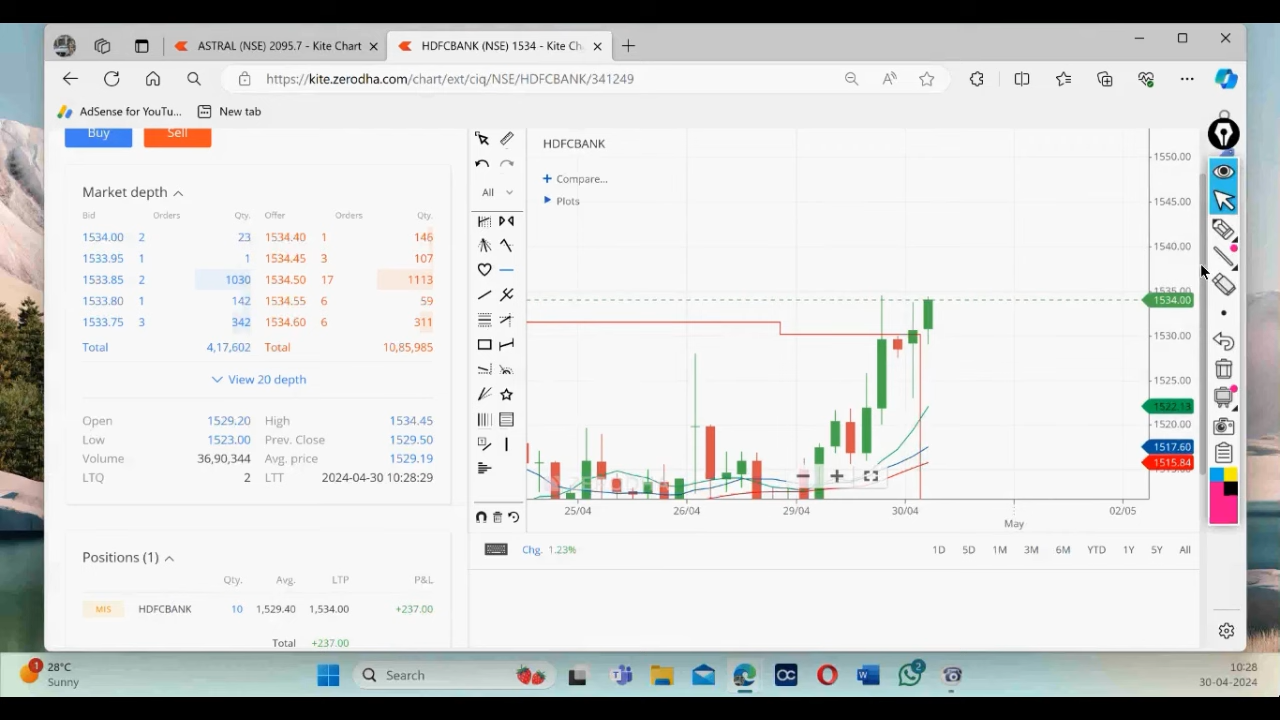 ASTRAL (NSE) 2095.7 - Kite Chart
HDFCBANK (NSE) 1534 - Kite Ch
https://kite.zerodha.com/chart/ext/ciq/NSE/HDFCBANK/341249
AdSense for YouTu...
New tab
Buy
Sell
Market depth
Bid Orders Qty. Offer Orders Qty.
1534.00 2 23 1534.40 1 146
1533.95 1 1 1534.45 3 107
1533.85 2 1030 1534.50 17 1113
1533.80 1 142 1534.55 6 59
1533.75 3 342 1534.60 6 311
Total 4,17,602 Total 10,85,985
View 20 depth
Open 1529.20 High 1534.45
Low 1523.00 Prev. Close 1529.50
Volume 36,90,344 Avg. price 1529.19
LTQ 2 LTT 2024-04-30 10:28:29
Positions (1)
Qty. Avg. LTP P&L
MIS HDFCBANK 10 1,529.40 1,534.00 +237.00
Total +237.00
All
HDFCBANK
Compare...
Plots
1550.00
1545.00
1540.00
1534.00
1530.00
1525.00
1522.13
1520.00
1517.60
1515.84
25/04 26/04 29/04 30/04 May 02/05
Chg. 1.23%
1D 5D 1M 3M 6M YTD 1Y 5Y All
1
28°C
Sunny
Search
2
10:28
30-04-2024